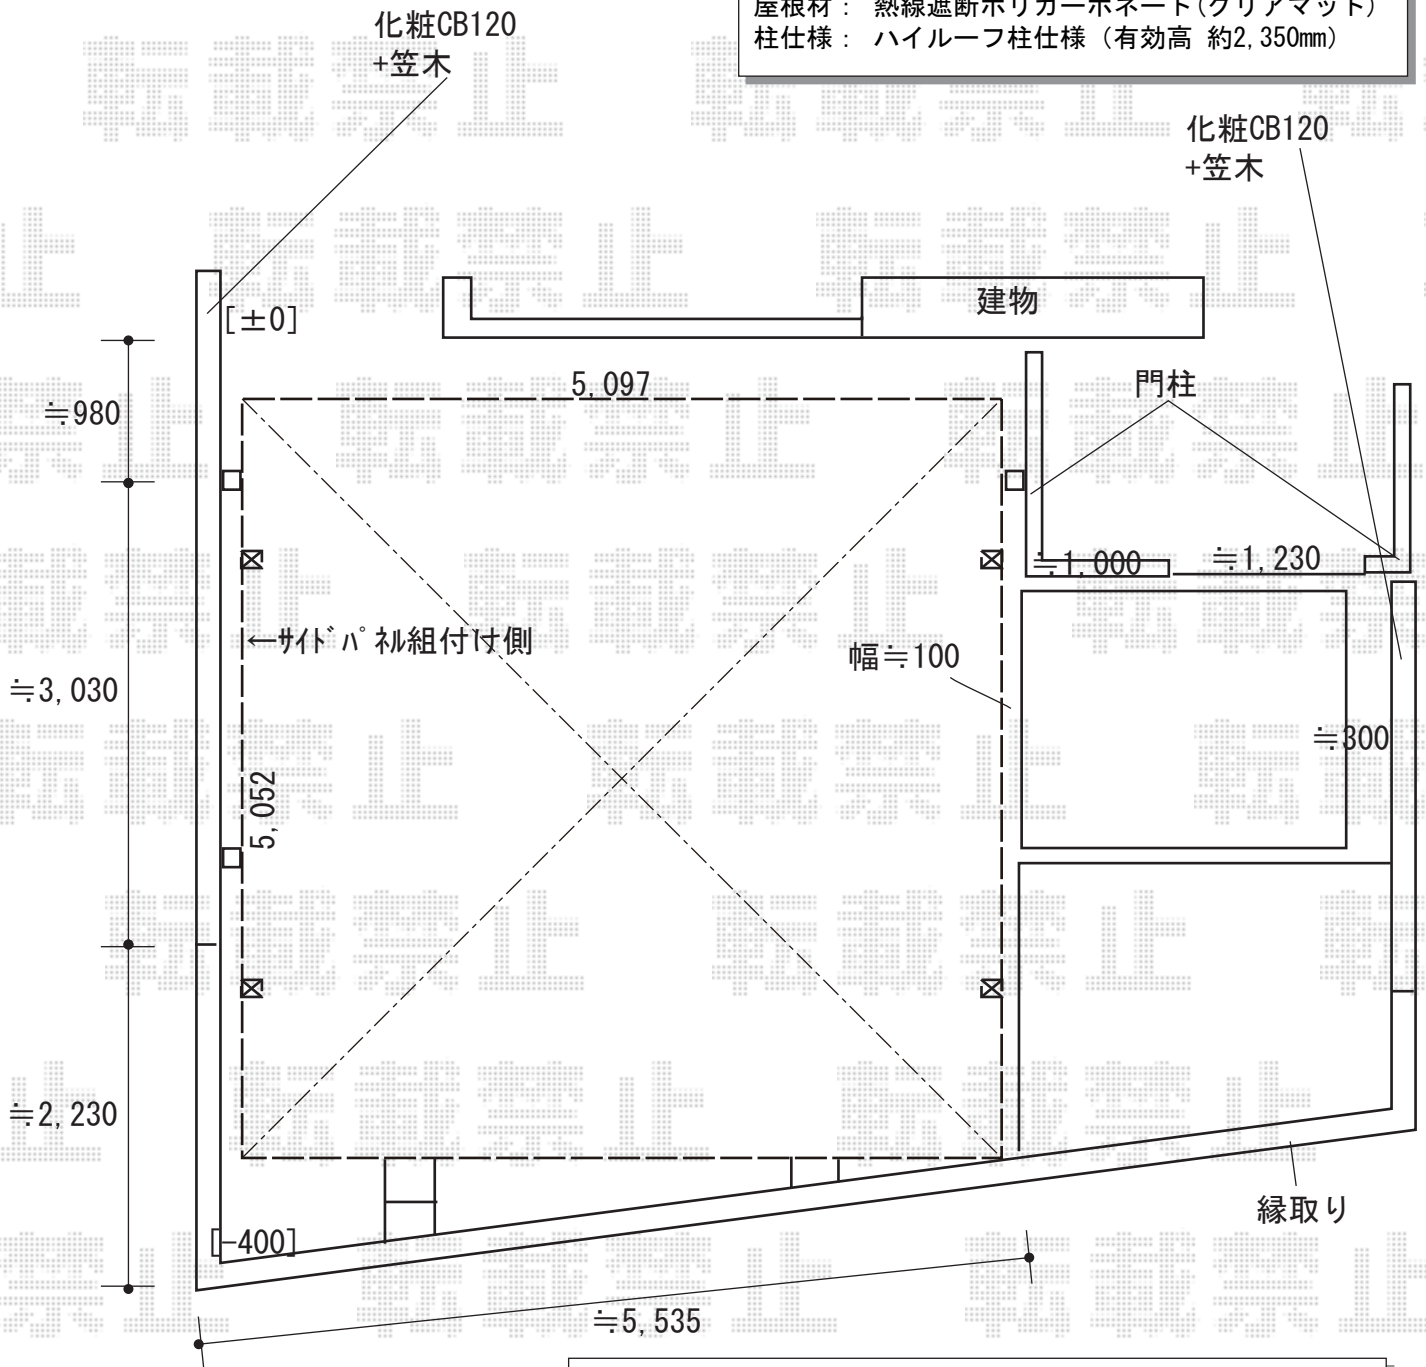 屋根材： 熱線遮断ポリカーボネート(クリアマット)
柱仕様： ハイルーフ柱仕様（有効高 約2,350mm）
化粧CB120
+笠木
化粧CB120
+笠木
[±0]
建物
≒980
5,097
門柱
≒1,000
≒1,230
←ｻｲﾄﾞﾊﾟﾈﾙ組付け側
幅≒100
≒3,030
≒300
5,052
≒2,230
縁取り
[-400]
≒5,535
転載禁止